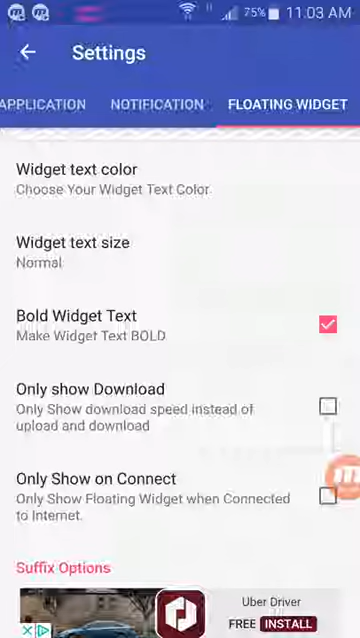 75% 11:03 AM
Settings
APPLICATION NOTIFICATION FLOATING WIDGET
Widget text color
Choose Your Widget Text Color
Widget text size
Normal
Bold Widget Text
Make Widget Text BOLD
Only show Download
Only Show download speed instead of
upload and download
Only Show on Connect
Only Show Floating Widget when Connected
to Internet.
Suffix Options
Uber Driver
FREE INSTALL